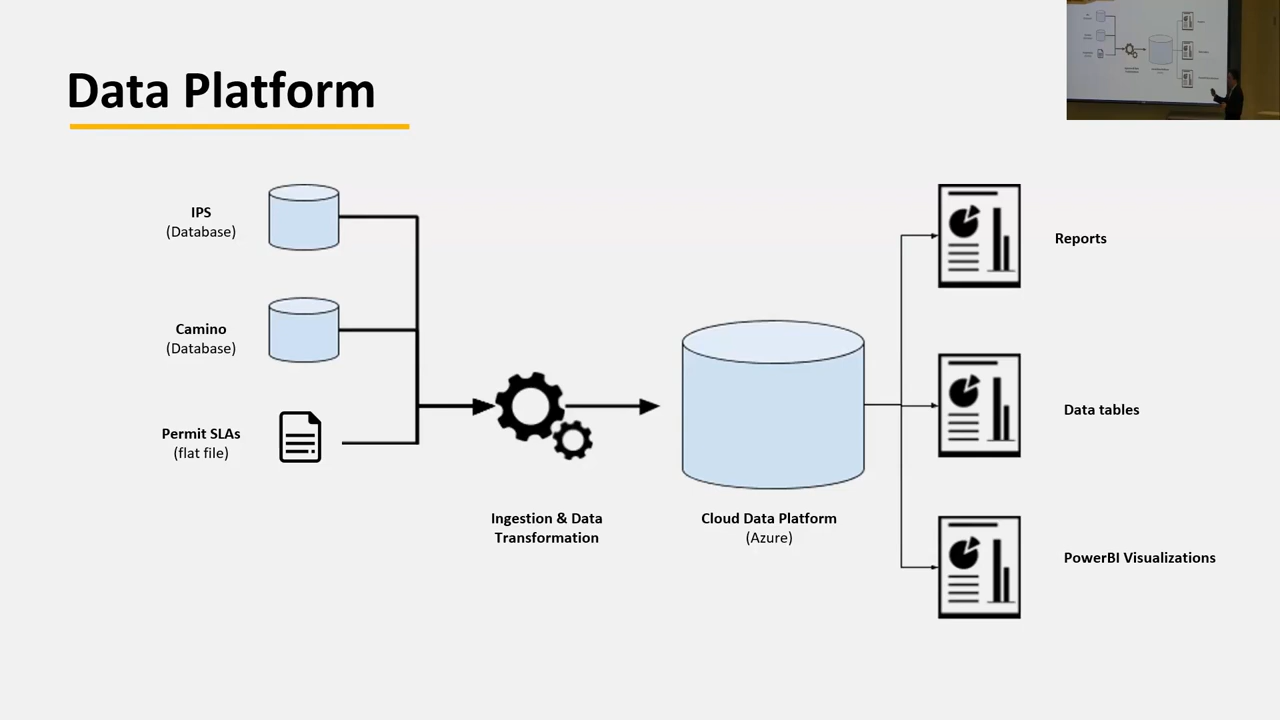 Data Platform
IPS
(Database)
Camino
(Database)
Permit SLAs
(flat file)
Ingestion & Data
Transformation
Cloud Data Platform
(Azure)
Reports
Data tables
PowerBI Visualizations